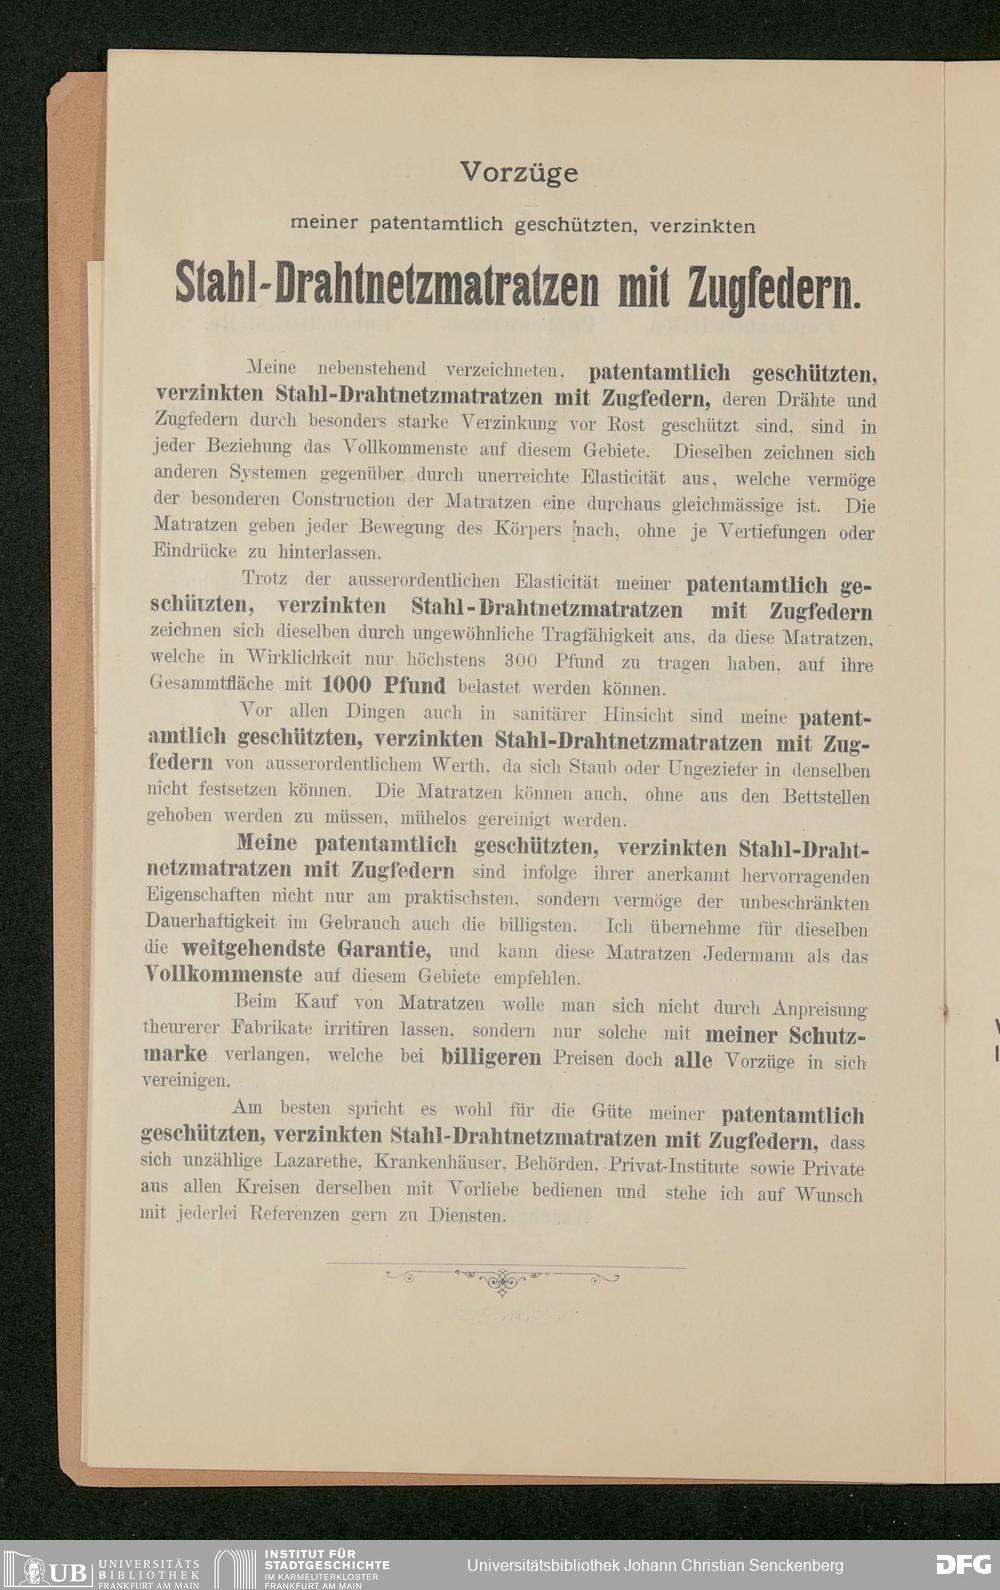 Vorzüge
meiner patentamtlich geschützten, verzinkten
Stahl-Drahtnetzmatratzen mit Zugfedern.
Meine nebenstehend verzeichneten, patentamtlich geschützten,
verzinkten Stahl-Drahtnetzmatratzen mit Zugfedern, deren Drähte und
Zugfedern durch besonders starke Verzinkung vor Rost geschützt sind, sind in
jeder Beziehung das Vollkommenste auf diesem Gebiete. Dieselben zeichnen sich
anderen Systemen gegenüber durch unerreichte Elasticität aus, welche vermöge
der besonderen Construction der Matratzen eine durchaus gleichmässige ist. Die
Matratzen geben jeder Bewegung des Körpers nach, ohne je Vertiefungen oder
Eindrücke zu hinterlassen.
Trotz der ausserordentlichen Elasticität meiner patentamtlich ge-
schützten, verzinkten Stahl-Drahtnetzmatratzen mit Zugfedern
zeichnen sich dieselben durch ungewöhnliche Tragfähigkeit aus, da diese Matratzen,
welche in Wirklichkeit nur höchstens 300 Pfund zu tragen haben, auf ihre
Gesammtfläche mit 1000 Pfund belastet werden können.
Vor allen Dingen auch in sanitärer Hinsicht sind meine patent-
amtlich geschützten, verzinkten Stahl-Drahtnetzmatratzen mit Zug-
federn von ausserordentlichem Werth, da sich Staub oder Ungeziefer in denselben
nicht festsetzen können. Die Matratzen können auch, ohne aus den Bettstellen
gehoben werden zu müssen, mühelos gereinigt werden.
Meine patentamtlich geschützten, verzinkten Stahl-Draht-
netzmatratzen mit Zugfedern sind infolge ihrer anerkannt hervorragenden
Eigenschaften nicht nur am praktischsten, sondern vermöge der unbeschränkten
Dauerhaftigkeit im Gebrauch auch die billigsten. Ich übernehme für dieselben
die weitgehendste Garantie, und kann diese Matratzen Jedermann als das
Vollkommenste auf diesem Gebiete empfehlen.
Beim Kauf von Matratzen wolle man sich nicht durch Anpreisung
theurerer Fabrikate irritiren lassen, sondern nur solche mit meiner Schutz-
marke verlangen, welche bei billigeren Preisen doch alle Vorzüge in sich
vereinigen.
Am besten spricht es wohl für die Güte meiner patentamtlich
geschützten, verzinkten Stahl-Drahtnetzmatratzen mit Zugfedern, dass
sich unzählige Lazarethe, Krankenhäuser, Behörden, Privat-Institute sowie Private
aus allen Kreisen derselben mit Vorliebe bedienen und stehe ich auf Wunsch
mit jederlei Referenzen gern zu Diensten.
UB UNIVERSITÄTS
BIBLIOTHEK
FRANKFURT AM MAIN
INSTITUT FÜR
STADTGESCHICHTE
IM KARMELITERKLOSTER
FRANKFURT AM MAIN
Universitätsbibliothek Johann Christian Senckenberg
DFG